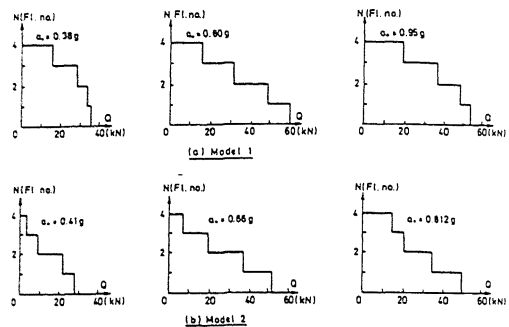 N(Fl. no.) N(Fl. no.) N(Fl. no.)
a₀ = 0.38g a₀ = 0.60g a₀ = 0.95g
4 4 4
2 2 2
Q Q Q
0 20 40(kN) 0 20 40 60(kN) 0 20 40 60(kN)
(a) Model 1
N(Fl. no.) N(Fl. no.) N(Fl. no.)
a₀ = 0.41g a₀ = 0.66g a₀ = 0.812g
4 4 4
2 2 2
Q Q Q
0 20 40(kN) 0 20 40 60(kN) 0 20 40 60(kN)
(b) Model 2